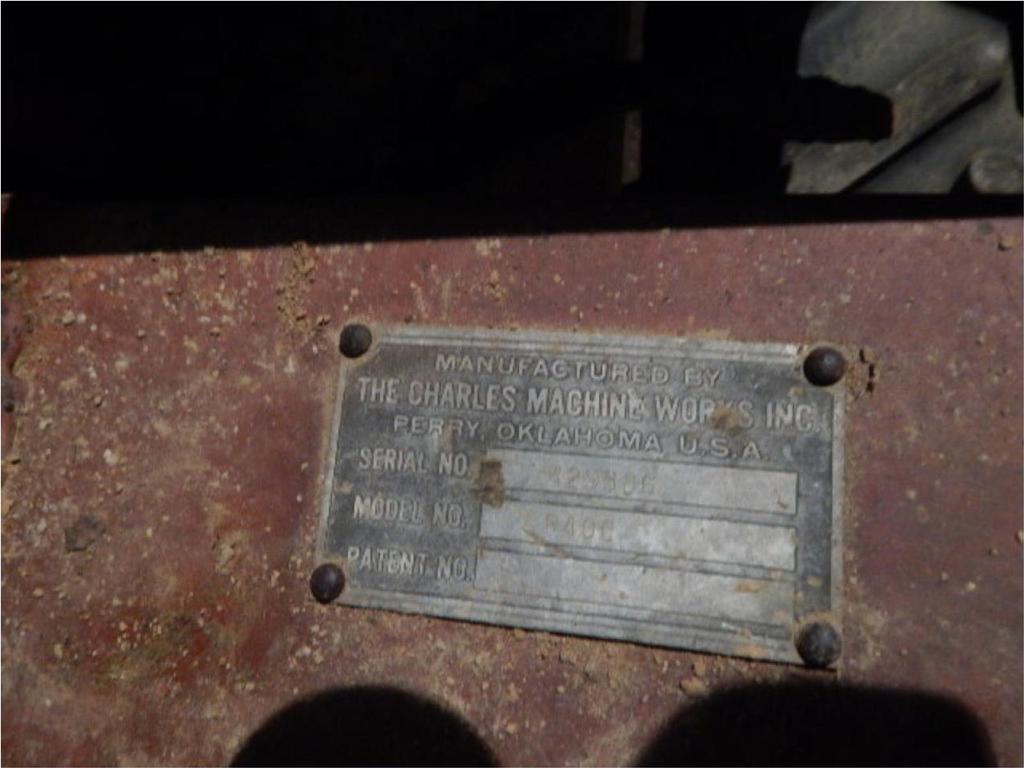 MANUFACTURED BY
THE CHARLES MACHINE WORKS INC.
PERRY, OKLAHOMA, U.S.A.
SERIAL NO.
MODEL NO.
PATENT NO.